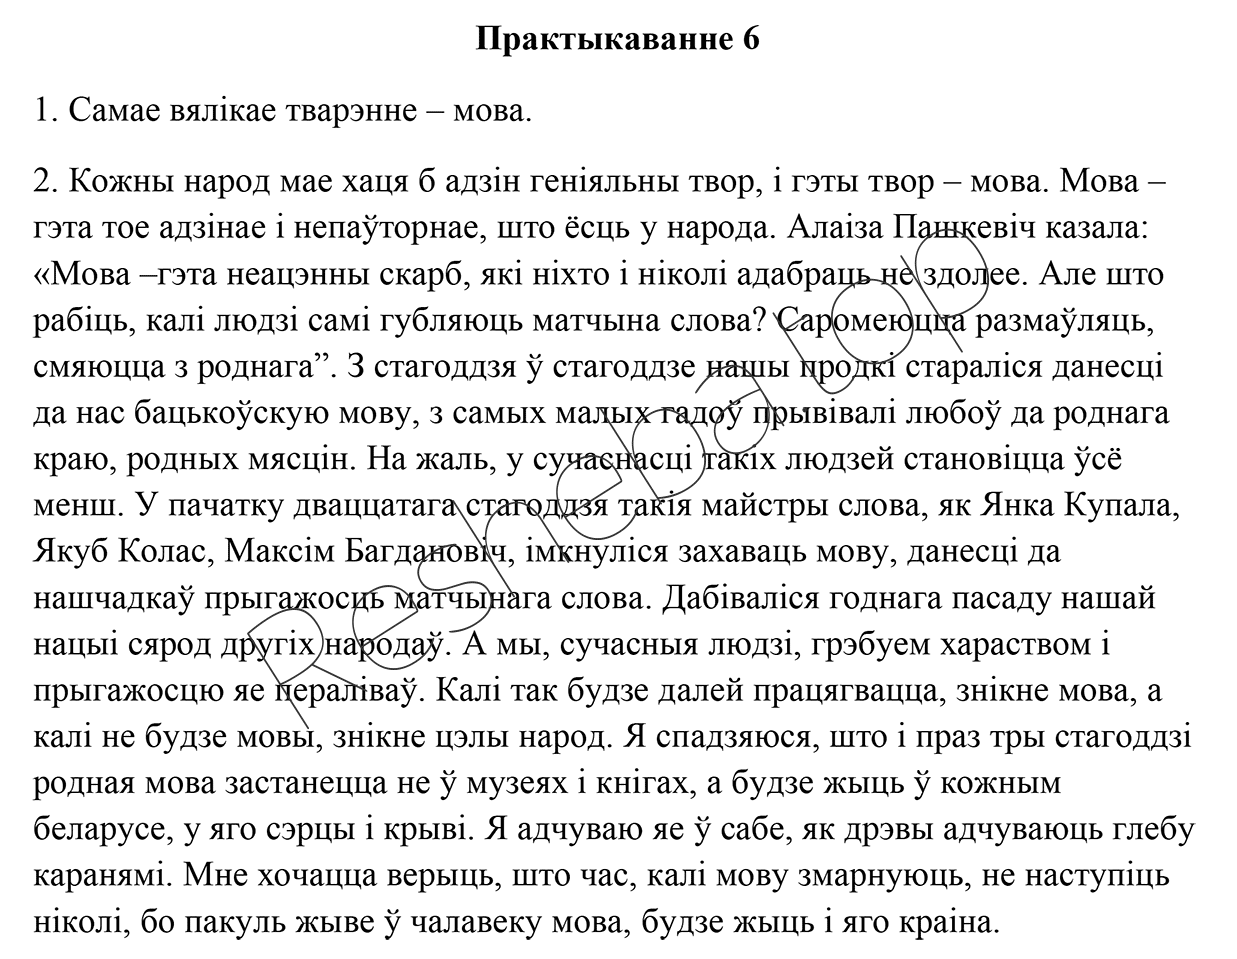 Практыкаванне 6
1. Самае вялікае тварэнне – мова.
2. Кожны народ мае хаця б адзін геніяльны твор, і гэты твор – мова. Мова –
гэта тое адзінае і непаўторнае, што ёсць у народа. Алаіза Пашкевіч казала:
«Мова –гэта неацэнны скарб, які ніхто і ніколі адабраць не здолее. Але што
рабіць, калі людзі самі губляюць матчына слова? Саромеюцца размаўляць,
смяюцца з роднага”. З стагоддзя ў стагоддзе нашы продкі стараліся данесці
да нас бацькоўскую мову, з самых малых гадоў прывівалі любоў да роднага
краю, родных мясцін. На жаль, у сучаснасці такіх людзей становіцца ўсё
менш. У пачатку дваццатага стагоддзя такія майстры слова, як Янка Купала,
Якуб Колас, Максім Багдановіч, імкнуліся захаваць мову, данесці да
нашчадкаў прыгажосць матчынага слова. Дабіваліся годнага пасаду нашай
нацыі сярод другіх народаў. А мы, сучасныя людзі, грэбуем хараством і
прыгажосцю яе пераліваў. Калі так будзе далей працягвацца, знікне мова, а
калі не будзе мовы, знікне цэлы народ. Я спадзяюся, што і праз тры стагоддзі
родная мова застанецца не ў музеях і кнігах, а будзе жыць ў кожным
беларусе, у яго сэрцы і крыві. Я адчуваю яе ў сабе, як дрэвы адчуваюць глебу
каранямі. Мне хочацца верыць, што час, калі мову змарнуюць, не наступіць
ніколі, бо пакуль жыве ў чалавеку мова, будзе жыць і яго краіна.
Resheba.top